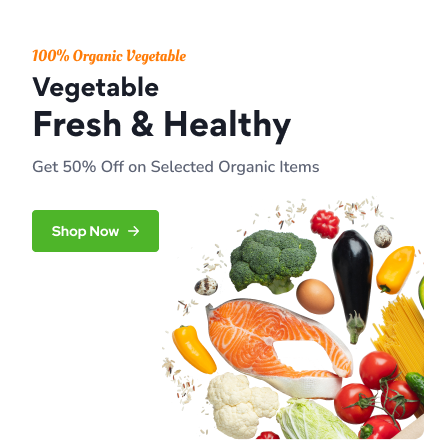 100% Organic Vegetable
Vegetable
Fresh & Healthy
Get 50% Off on Selected Organic Items
Shop Now →